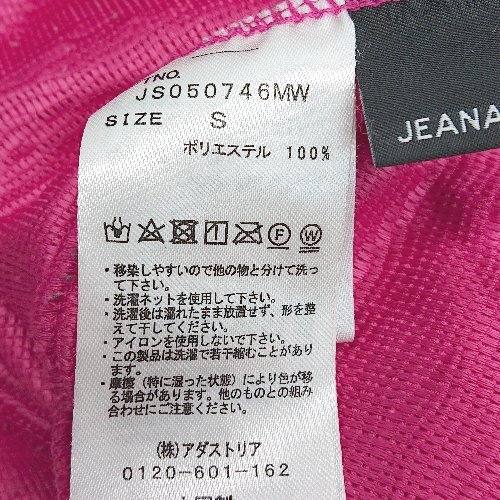 NO.
JS050746MW
SIZE S
ポリエステル 100%
JEANA
・移染しやすいので他の物と分けて洗っ
て下さい。
・洗濯ネットを使用して下さい。
・洗濯後は濡れたまま放置せず、形を整
えて干してください。
・アイロンを使用しないで下さい。
・この製品は洗濯で若干縮むことがあり
ます。
・摩擦（特に湿った状態）により色が移
る場合があります。他のものとの組み
合わせにご注意ください。
(株)アダストリア
0120-601-162